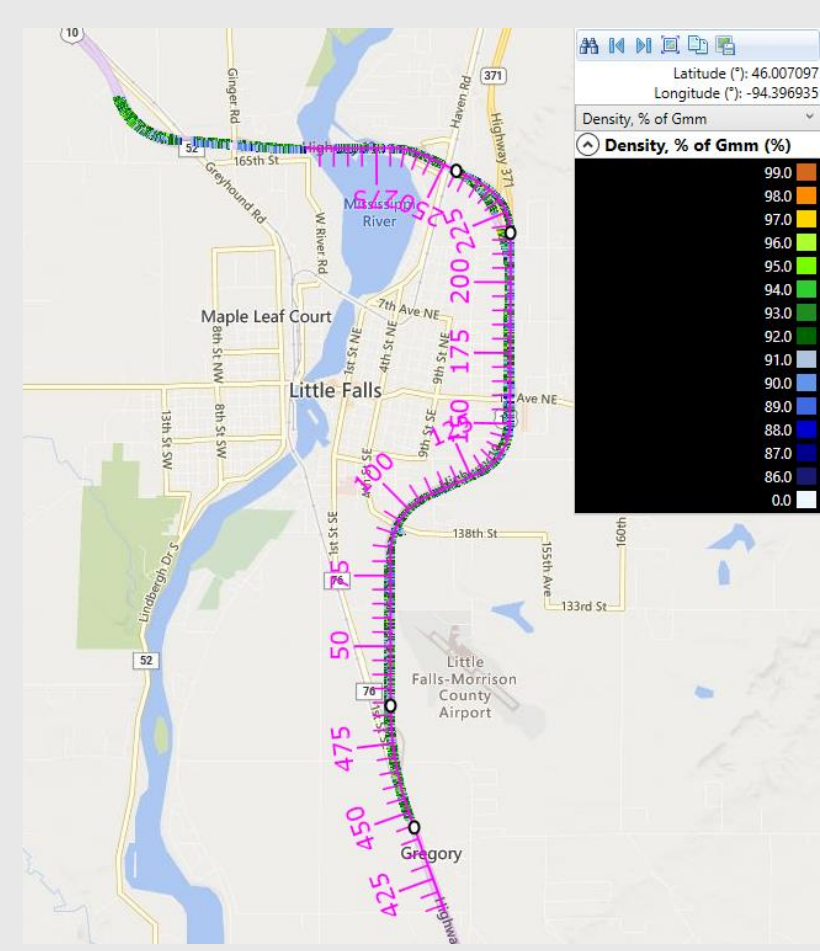 10
Ginger Rd
371
Haven Rd
Highway 371
52
165th St
Greyhound Rd
W River Rd
Mississippi
River
275
250
225
200
175
150
125
100
75
50
475
450
425
7th Ave NE
Maple Leaf Court
8th St NW
1st St NE
4th St NE
9th St NE
Little Falls
Ave NE
13th St SW
8th St SW
9th St SE
1st St SE
138th St
155th Ave
160th
133rd St
76
Lindbergh Dr S
52
Little
Falls-Morrison
County
Airport
76
Gregory
Highwa
Latitude (°): 46.007097
Longitude (°): -94.396935
Density, % of Gmm
Density, % of Gmm (%)
99.0
98.0
97.0
96.0
95.0
94.0
93.0
92.0
91.0
90.0
89.0
88.0
87.0
86.0
0.0